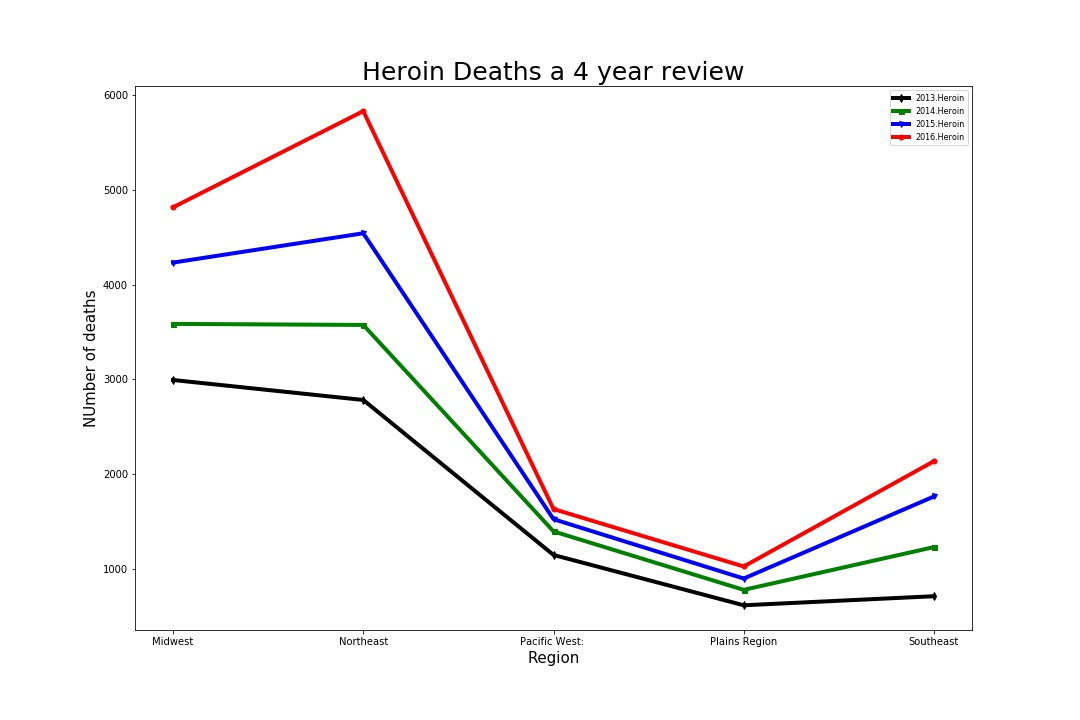 Heroin Deaths a 4 year review
2013.Heroin
2014.Heroin
2015.Heroin
2016.Heroin
NUmber of deaths
6000
5000
4000
3000
2000
1000
Midwest Northeast Pacific West: Plains Region Southeast
Region